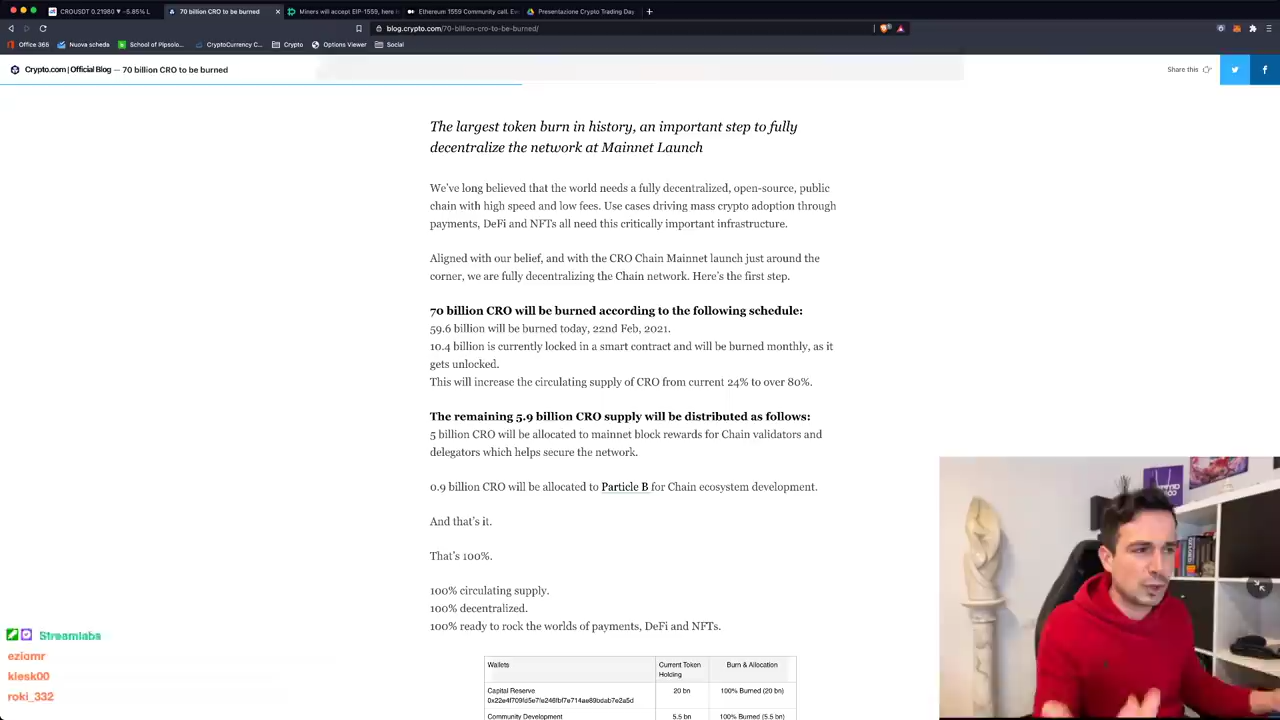 CROUSDT 0.21980 ▼ −5.85% L
70 billion CRO to be burned
Miners will accept EIP-1559, here is
Ethereum 1559 Community call. Ev
Presentazione Crypto Trading Day
blog.crypto.com/70-billion-cro-to-be-burned/
Office 365
Nuova scheda
School of Pipsolo...
CryptoCurrency C...
Crypto
Options Viewer
Social
Crypto.com | Official Blog — 70 billion CRO to be burned
Share this
The largest token burn in history, an important step to fully
decentralize the network at Mainnet Launch
We've long believed that the world needs a fully decentralized, open-source, public
chain with high speed and low fees. Use cases driving mass crypto adoption through
payments, DeFi and NFTs all need this critically important infrastructure.
Aligned with our belief, and with the CRO Chain Mainnet launch just around the
corner, we are fully decentralizing the Chain network. Here's the first step.
70 billion CRO will be burned according to the following schedule:
59.6 billion will be burned today, 22nd Feb, 2021.
10.4 billion is currently locked in a smart contract and will be burned monthly, as it
gets unlocked.
This will increase the circulating supply of CRO from current 24% to over 80%.
The remaining 5.9 billion CRO supply will be distributed as follows:
5 billion CRO will be allocated to mainnet block rewards for Chain validators and
delegators which helps secure the network.
0.9 billion CRO will be allocated to Particle B for Chain ecosystem development.
And that's it.
That's 100%.
100% circulating supply.
100% decentralized.
100% ready to rock the worlds of payments, DeFi and NFTs.
Streamlabs
eziomr
klesk00
roki_332
Wallets
Current Token
Holding
Burn & Allocation
Capital Reserve
20 bn
100% Burned (20 bn)
Community Development
5.5 bn
100% Burned (5.5 bn)